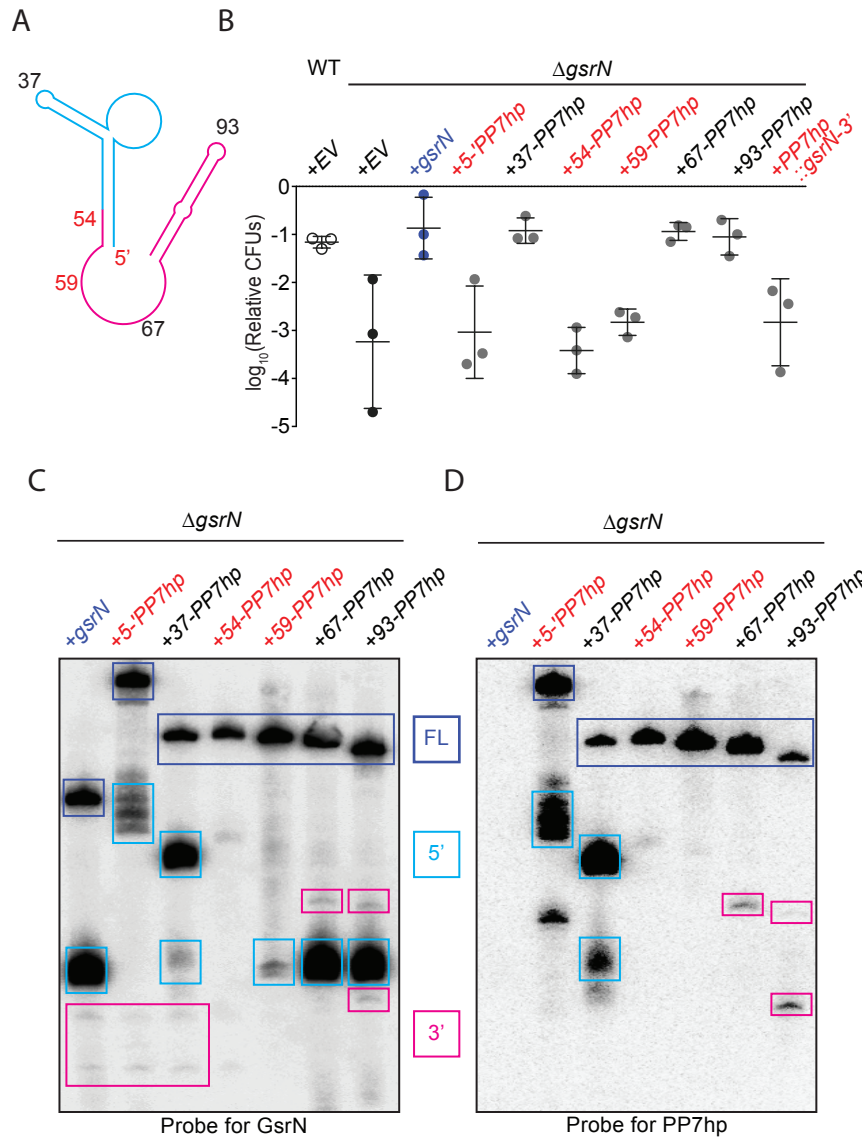 A
37
93
54
5'
59
67
B
WT
ΔgsrN
+EV
+EV
+gsrN
+5-'PP7hp
+37-PP7hp
+54-PP7hp
+59-PP7hp
+67-PP7hp
+93-PP7hp
+PP7hp
::gsrN-3'
log10(Relative CFUs)
0
-1
-2
-3
-4
-5
C
ΔgsrN
+gsrN
+5-'PP7hp
+37-PP7hp
+54-PP7hp
+59-PP7hp
+67-PP7hp
+93-PP7hp
FL
5'
3'
Probe for GsrN
D
ΔgsrN
+gsrN
+5-'PP7hp
+37-PP7hp
+54-PP7hp
+59-PP7hp
+67-PP7hp
+93-PP7hp
Probe for PP7hp